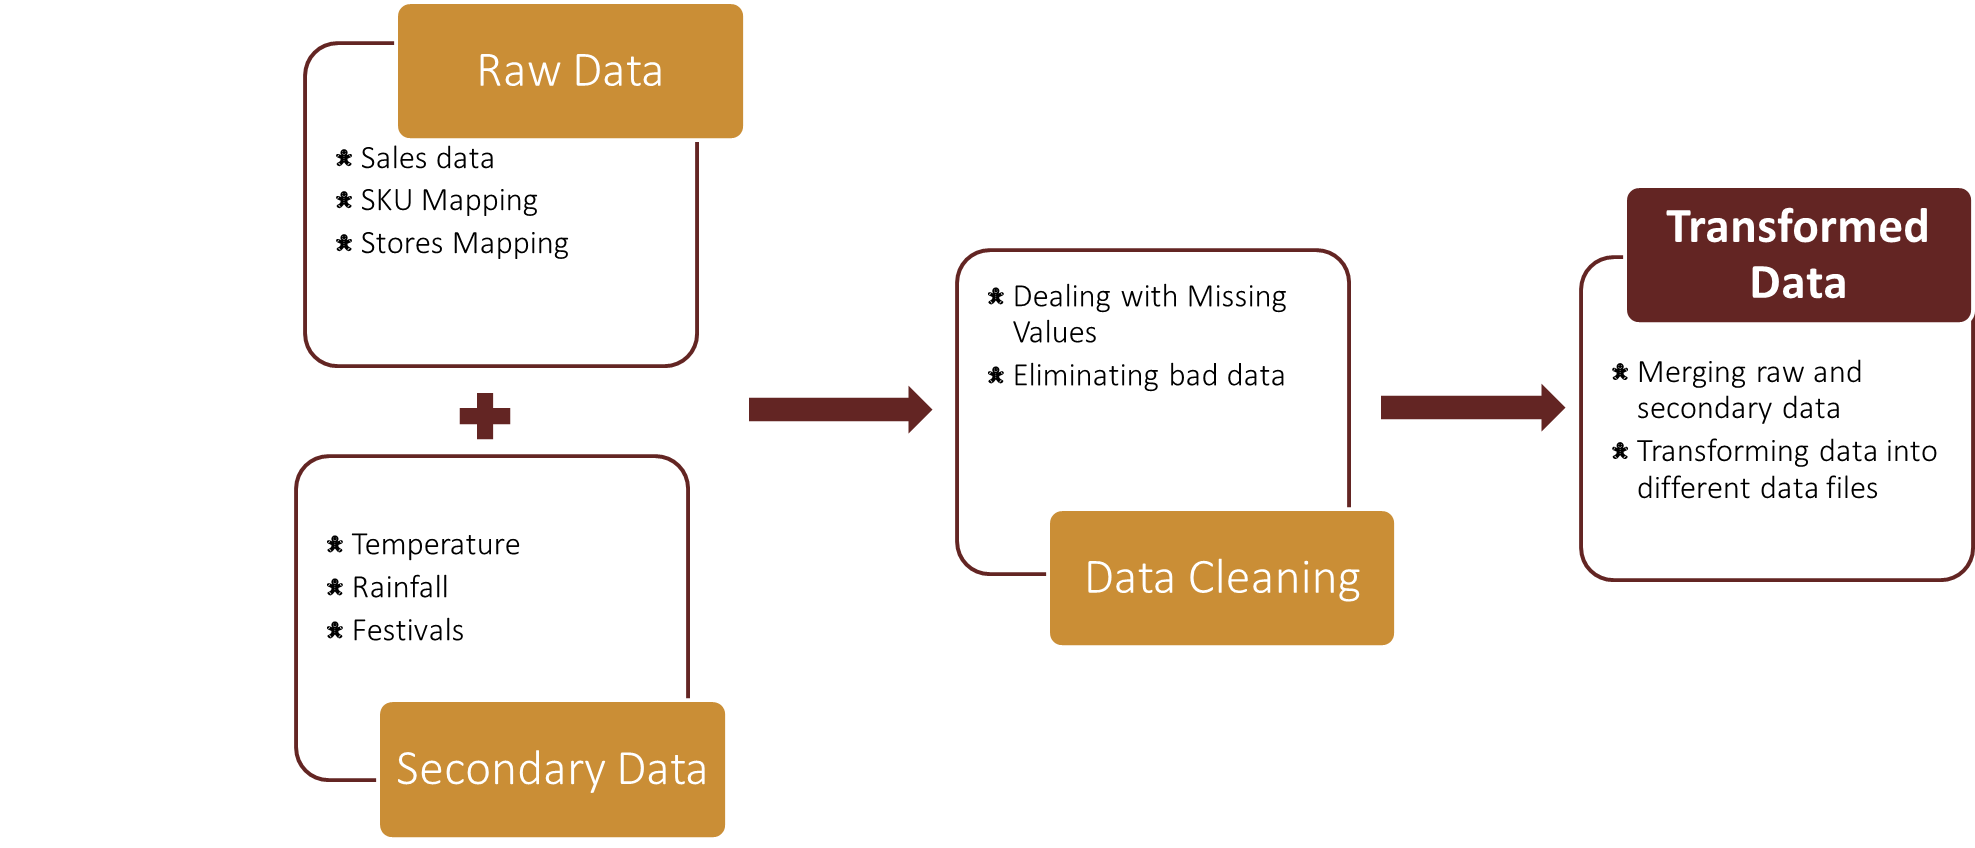 Raw Data
Sales data
SKU Mapping
Stores Mapping
Temperature
Rainfall
Festivals
Secondary Data
Dealing with Missing
Values
Eliminating bad data
Data Cleaning
Transformed
Data
Merging raw and
secondary data
Transforming data into
different data files